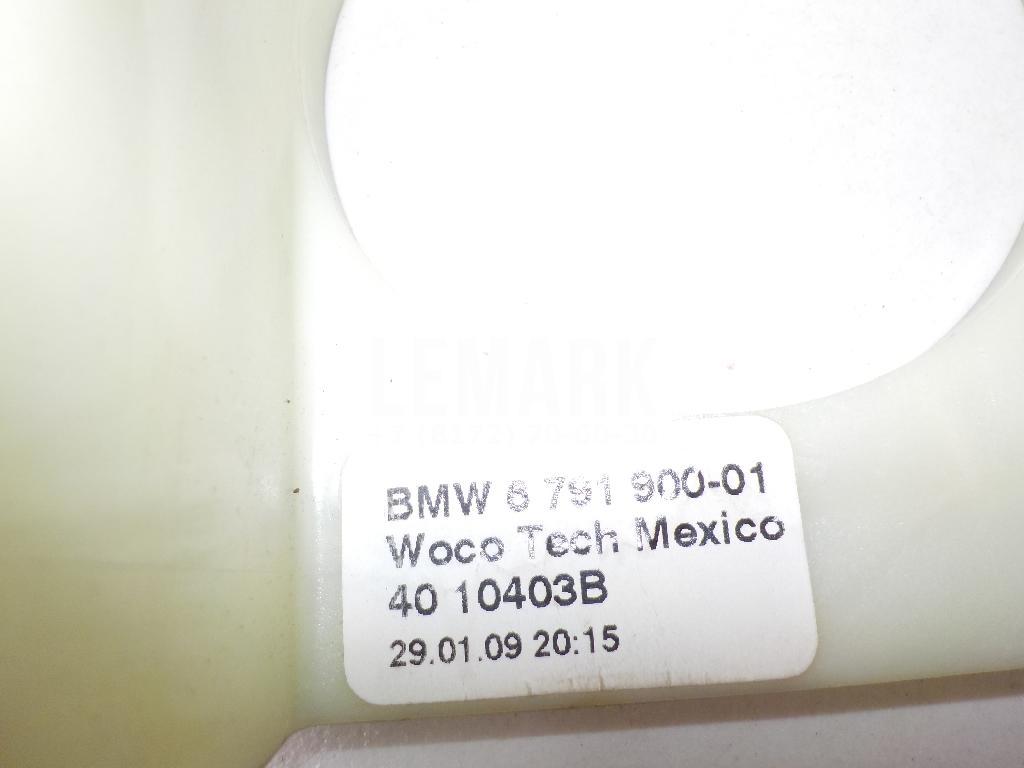 LEMARK
BMW 6 791 900-01
Woco Tech Mexico
40 10403B
29.01.09 20:15